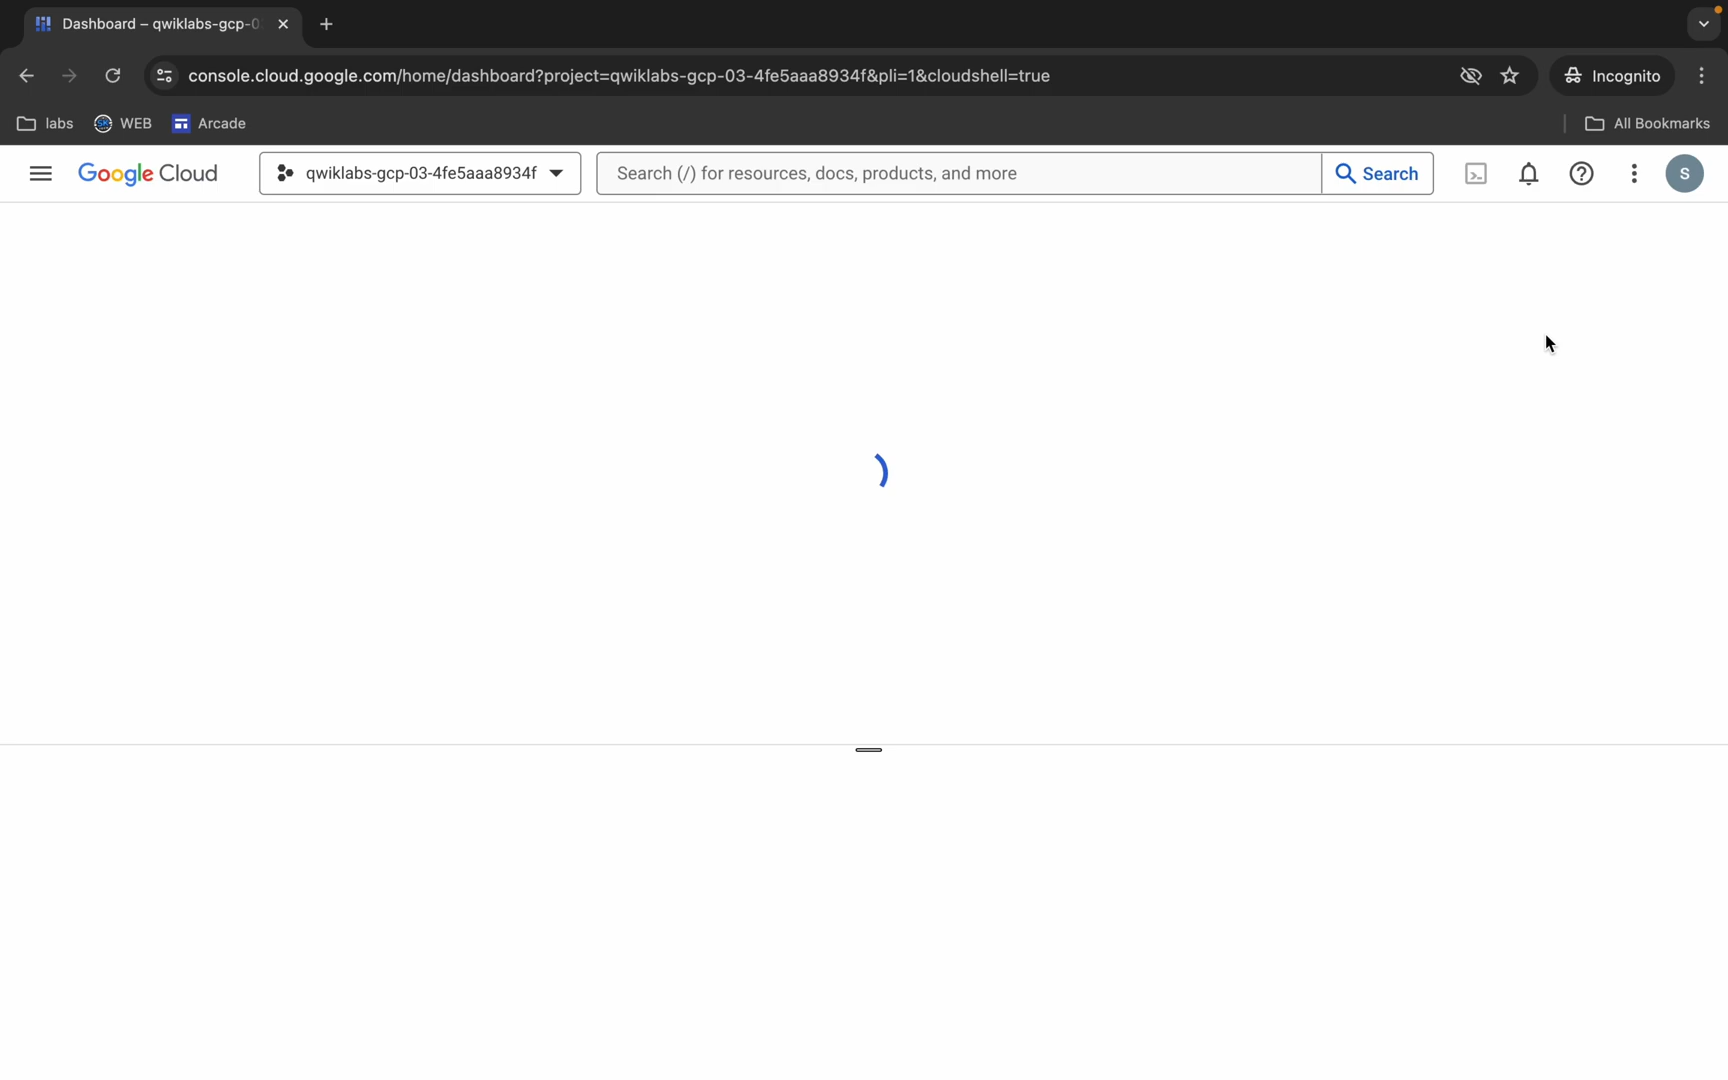 Dashboard – qwiklabs-gcp-0
console.cloud.google.com/home/dashboard?project=qwiklabs-gcp-03-4fe5aaa8934f&pli=1&cloudshell=true
Incognito
labs
WEB
Arcade
All Bookmarks
Google Cloud
qwiklabs-gcp-03-4fe5aaa8934f
Search (/) for resources, docs, products, and more
Search
S